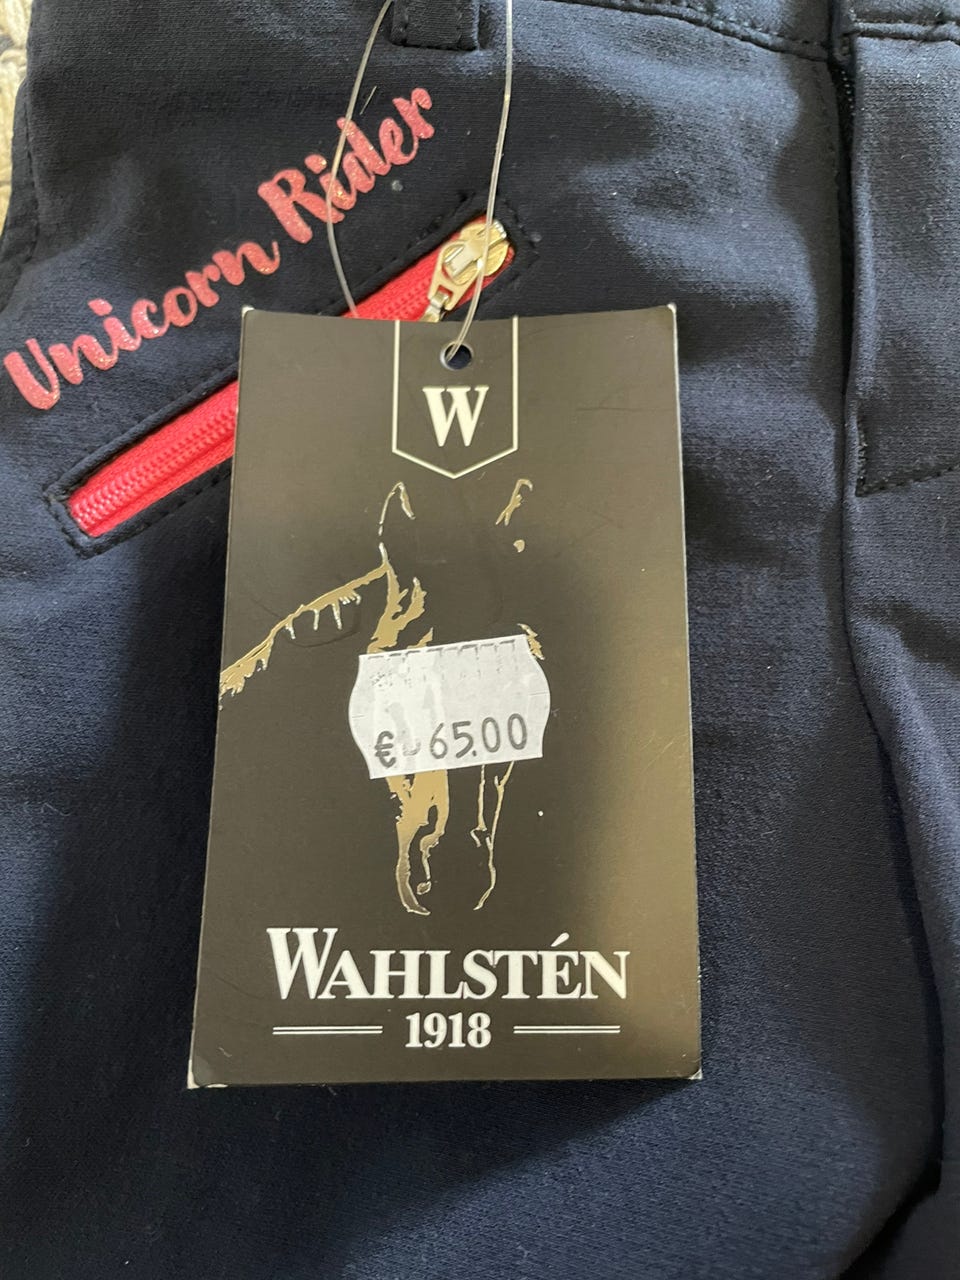 Unicorn Rider
W
€ 65.00
WAHLSTÉN
1918